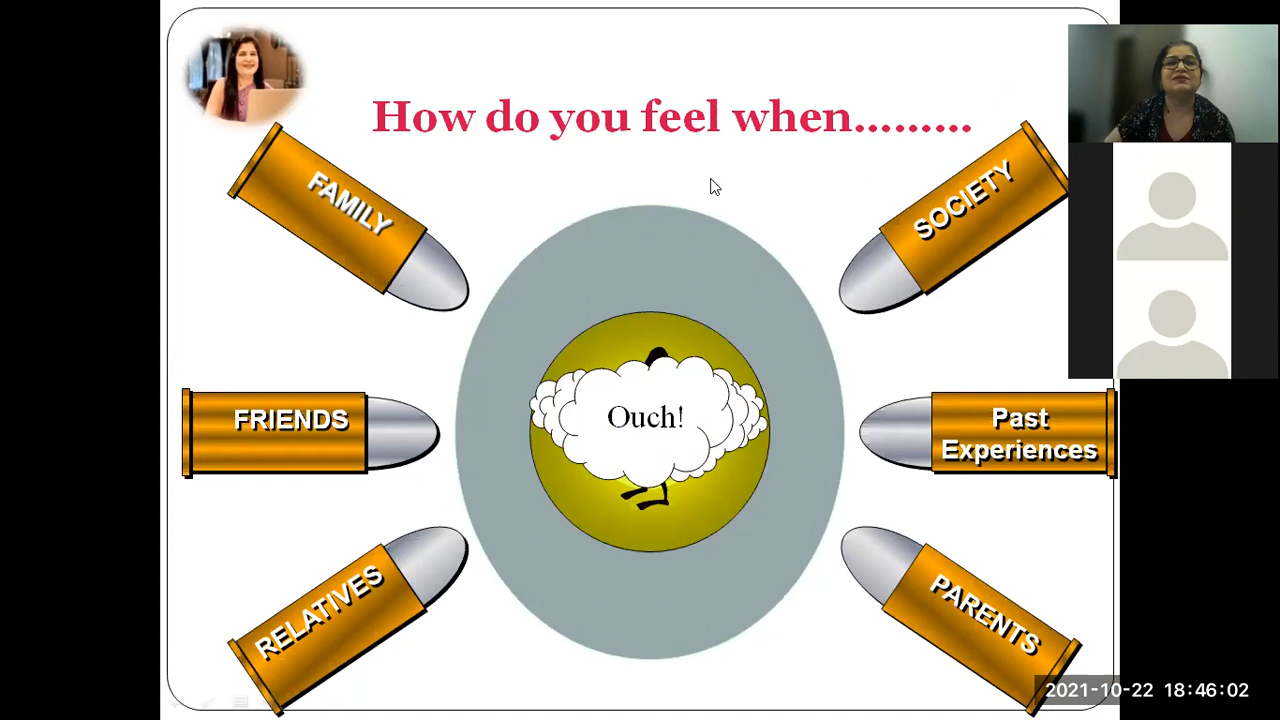 How do you feel when.........
FAMILY
SOCIETY
Ouch!
FRIENDS
Past
Experiences
RELATIVES
PARENTS
2021-10-22 18:46:02